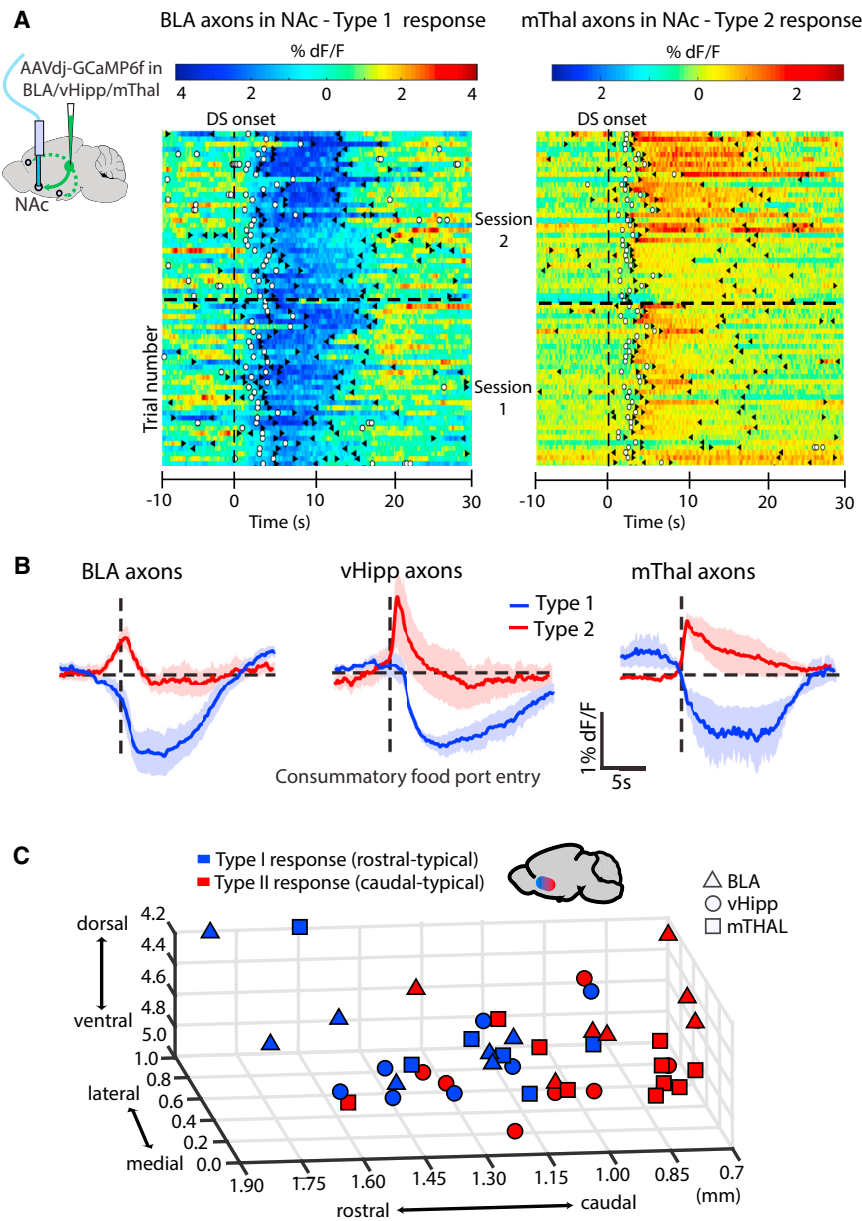 A
BLA axons in NAc - Type 1 response
mThal axons in NAc - Type 2 response
AAVdj-GCaMP6f in
BLA/vHipp/mThal
NAc
% dF/F
4 2 0 2 4
% dF/F
2 0 2
DS onset
DS onset
Session
2
Session
1
Trial number
-10 0 10 20 30
Time (s)
-10 0 10 20 30
Time (s)
B
BLA axons
vHipp axons
mThal axons
Type 1
Type 2
Consummatory food port entry
1% dF/F
5s
C
Type I response (rostral-typical)
Type II response (caudal-typical)
BLA
vHipp
mTHAL
dorsal
ventral
lateral
medial
4.2
4.4
4.6
4.8
5.0
1.0
0.8
0.6
0.4
0.2
0.0
1.90 1.75 1.60 1.45 1.30 1.15 1.00 0.85 0.7
(mm)
rostral
caudal